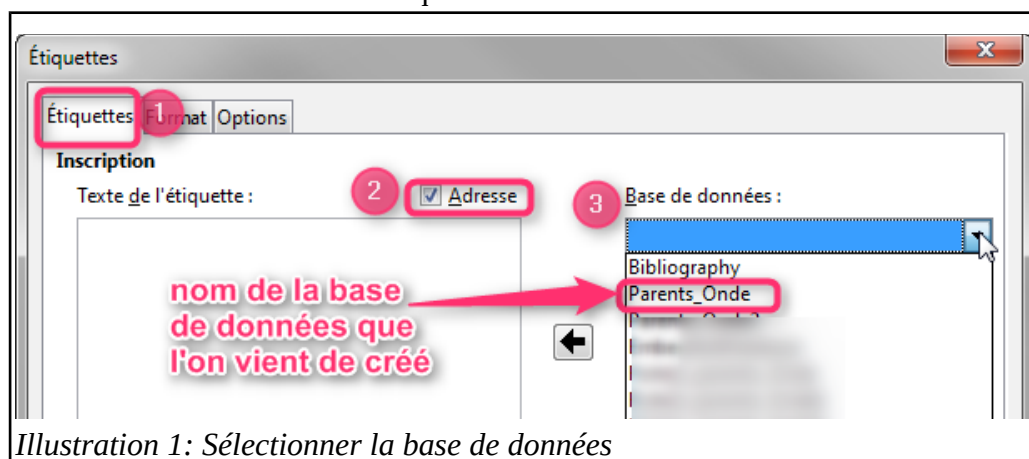 Étiquettes
Étiquettes 1 Format Options
Inscription
Texte de l'étiquette : 2 Adresse 3 Base de données :
Bibliography
nom de la base
de données que
l'on vient de créé
Parents_Onde
Illustration 1: Sélectionner la base de données